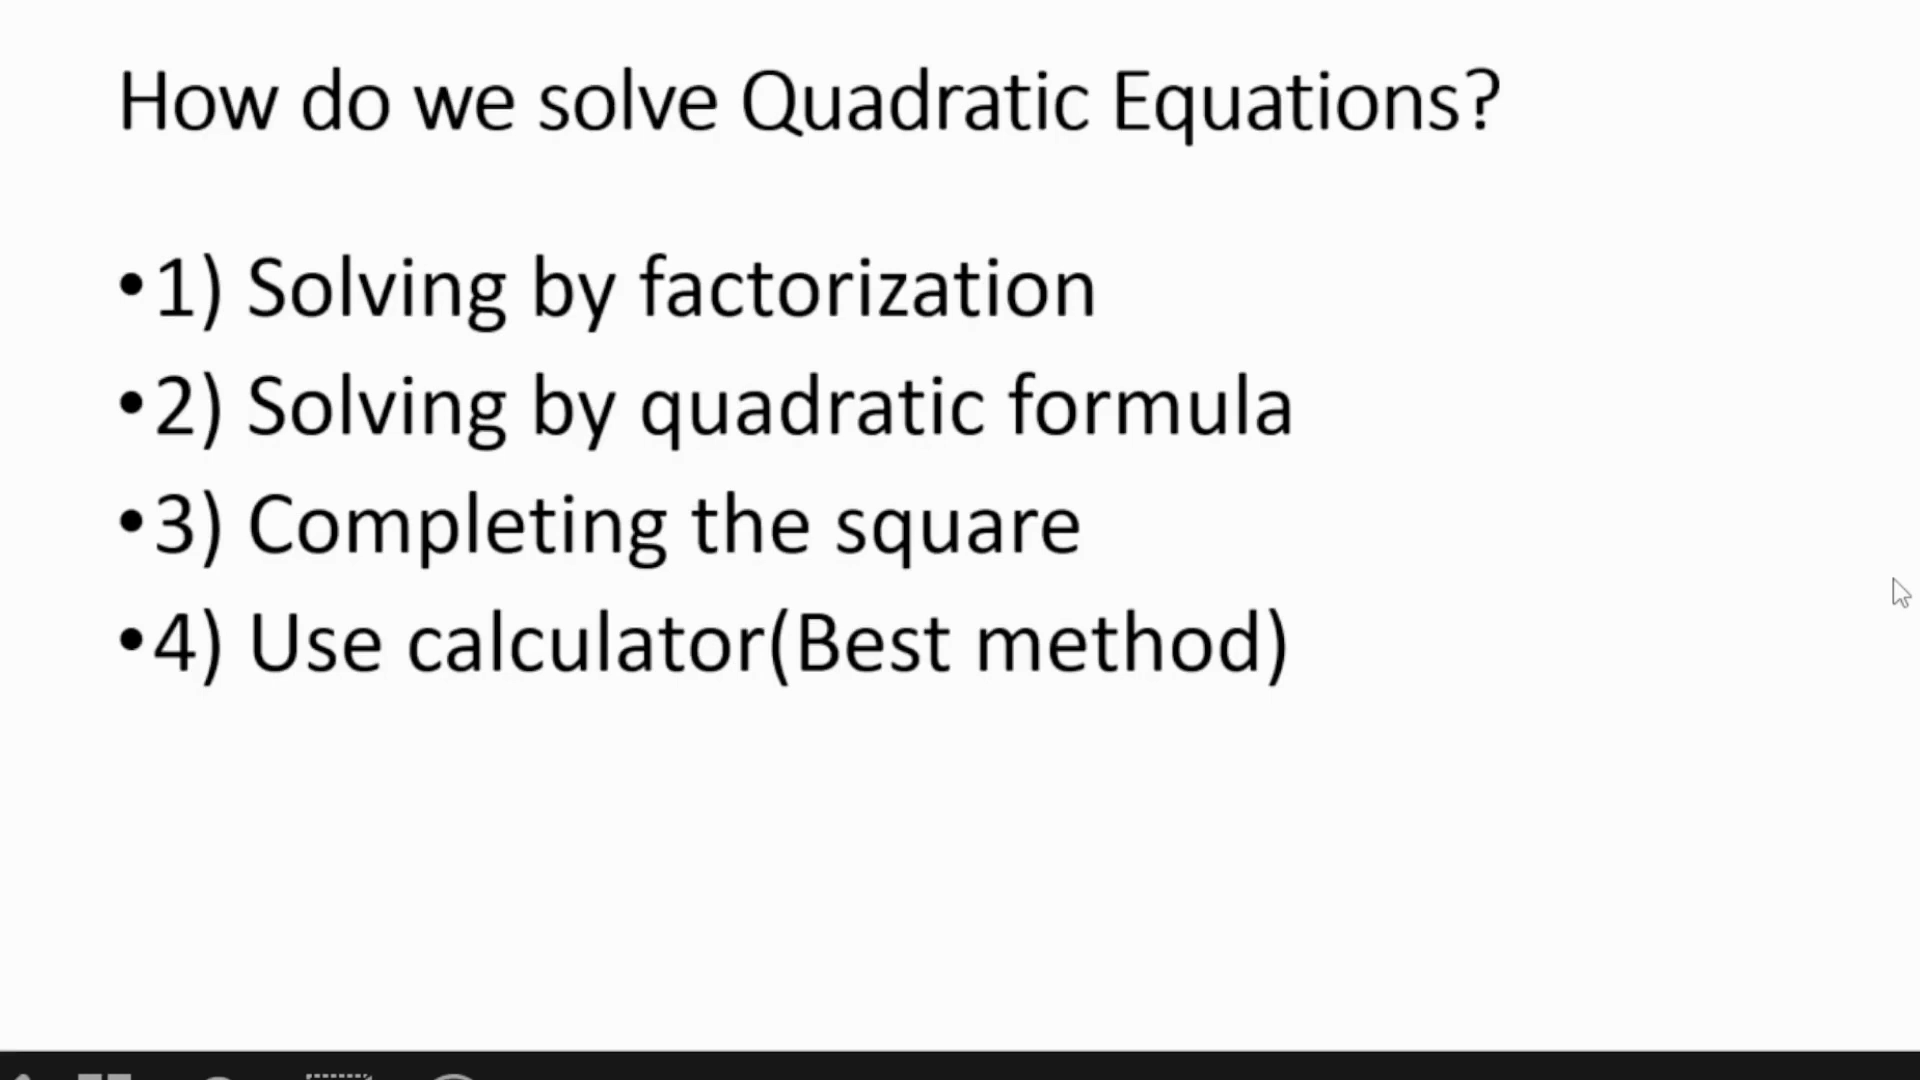 How do we solve Quadratic Equations?
•1) Solving by factorization
•2) Solving by quadratic formula
•3) Completing the square
•4) Use calculator(Best method)